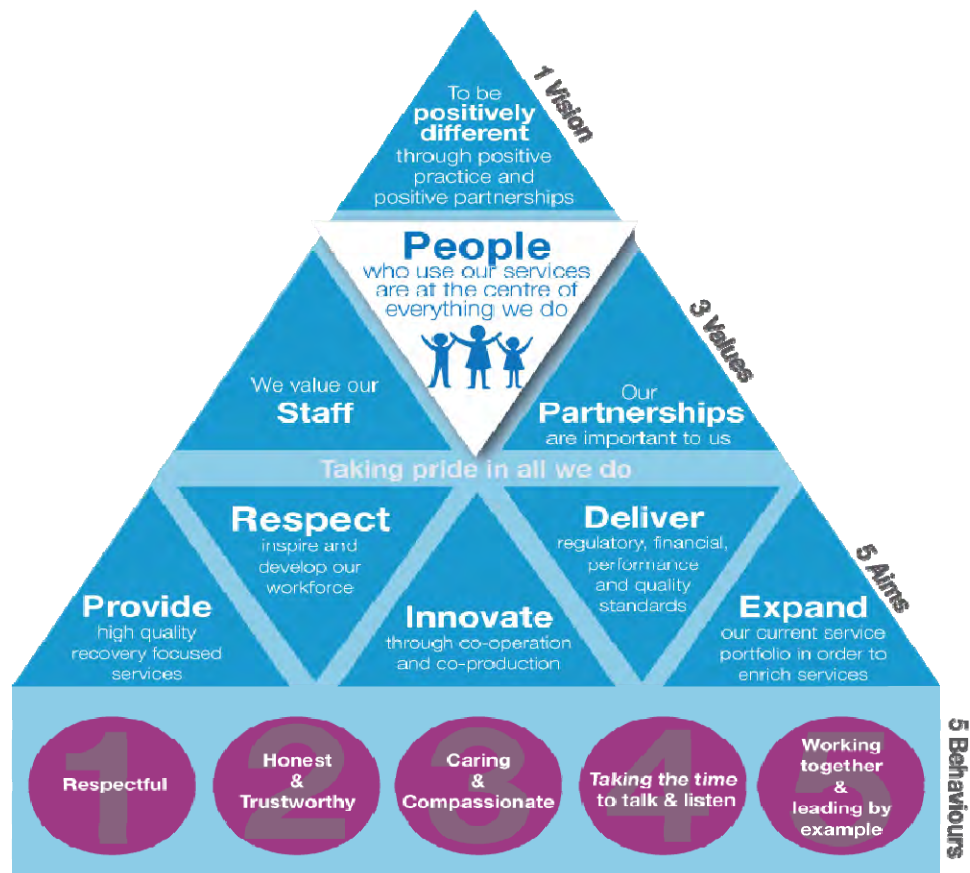 To be
positively
different
through positive
practice and
positive partnerships
1 Vision
People
who use our services
are at the centre of
everything we do
We value our
Staff
Our
Partnerships
are important to us
3 Values
Taking pride in all we do
Provide
high quality
recovery focused
services
Respect
inspire and
develop our
workforce
Innovate
through co-operation
and co-production
Deliver
regulatory, financial,
performance
and quality
standards
Expand
our current service
portfolio in order to
enrich services
5 Aims
1
Respectful
2
Honest
&
Trustworthy
3
Caring
&
Compassionate
4
Taking the time
to talk & listen
5
Working
together
&
leading by
example
5 Behaviours